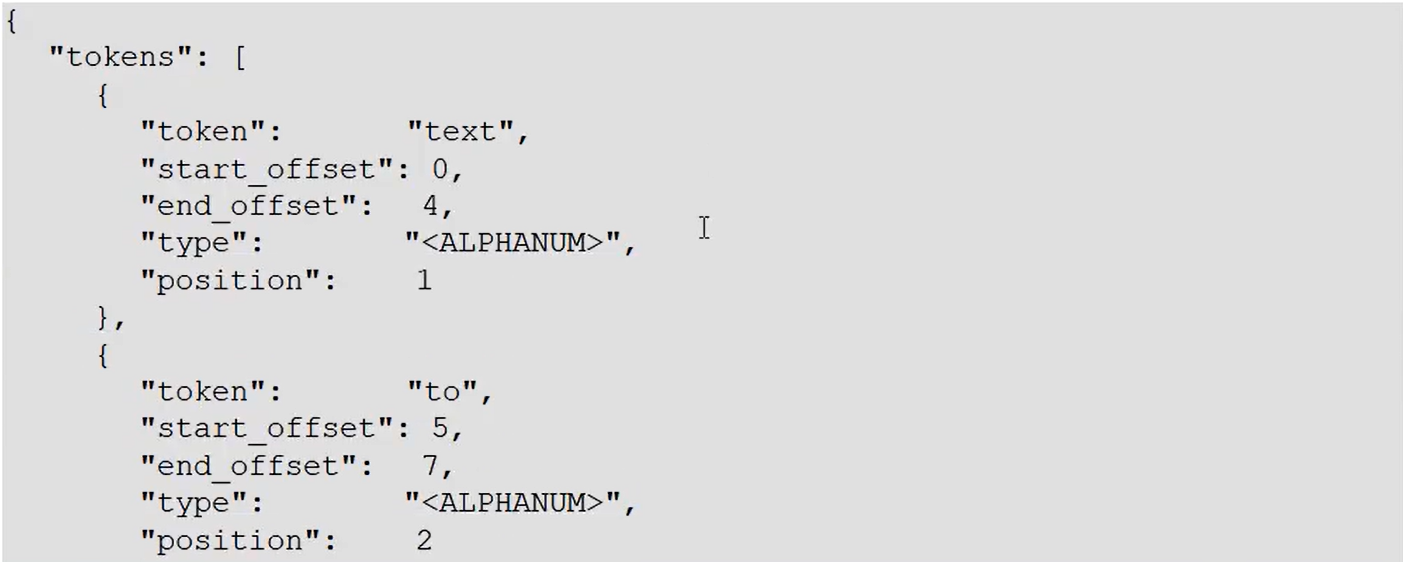 {
"tokens": [
{
"token": "text",
"start_offset": 0,
"end_offset": 4,
"type": "<ALPHANUM>",
"position": 1
},
{
"token": "to",
"start_offset": 5,
"end_offset": 7,
"type": "<ALPHANUM>",
"position": 2